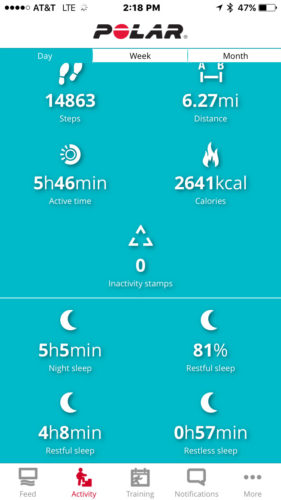 AT&T LTE 2:18 PM 47%
POLAR
Day Week Month
A B
14863 6.27mi
Steps Distance
5h46min 2641kcal
Active time Calories
0
Inactivity stamps
5h5min 81%
Night sleep Restful sleep
4h8min 0h57min
Restful sleep Restless sleep
Feed Activity Training Notifications More